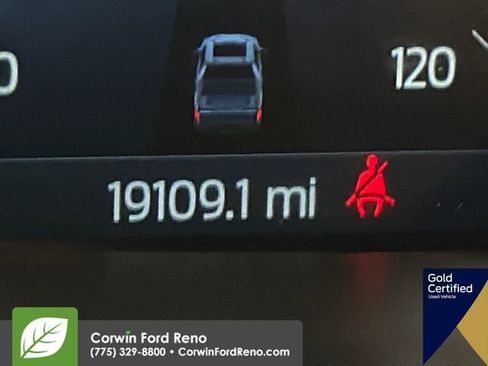 120
19109.1 mi
Gold
Certified
Used Vehicle
Corwin Ford Reno
(775) 329-8800 • CorwinFordReno.com